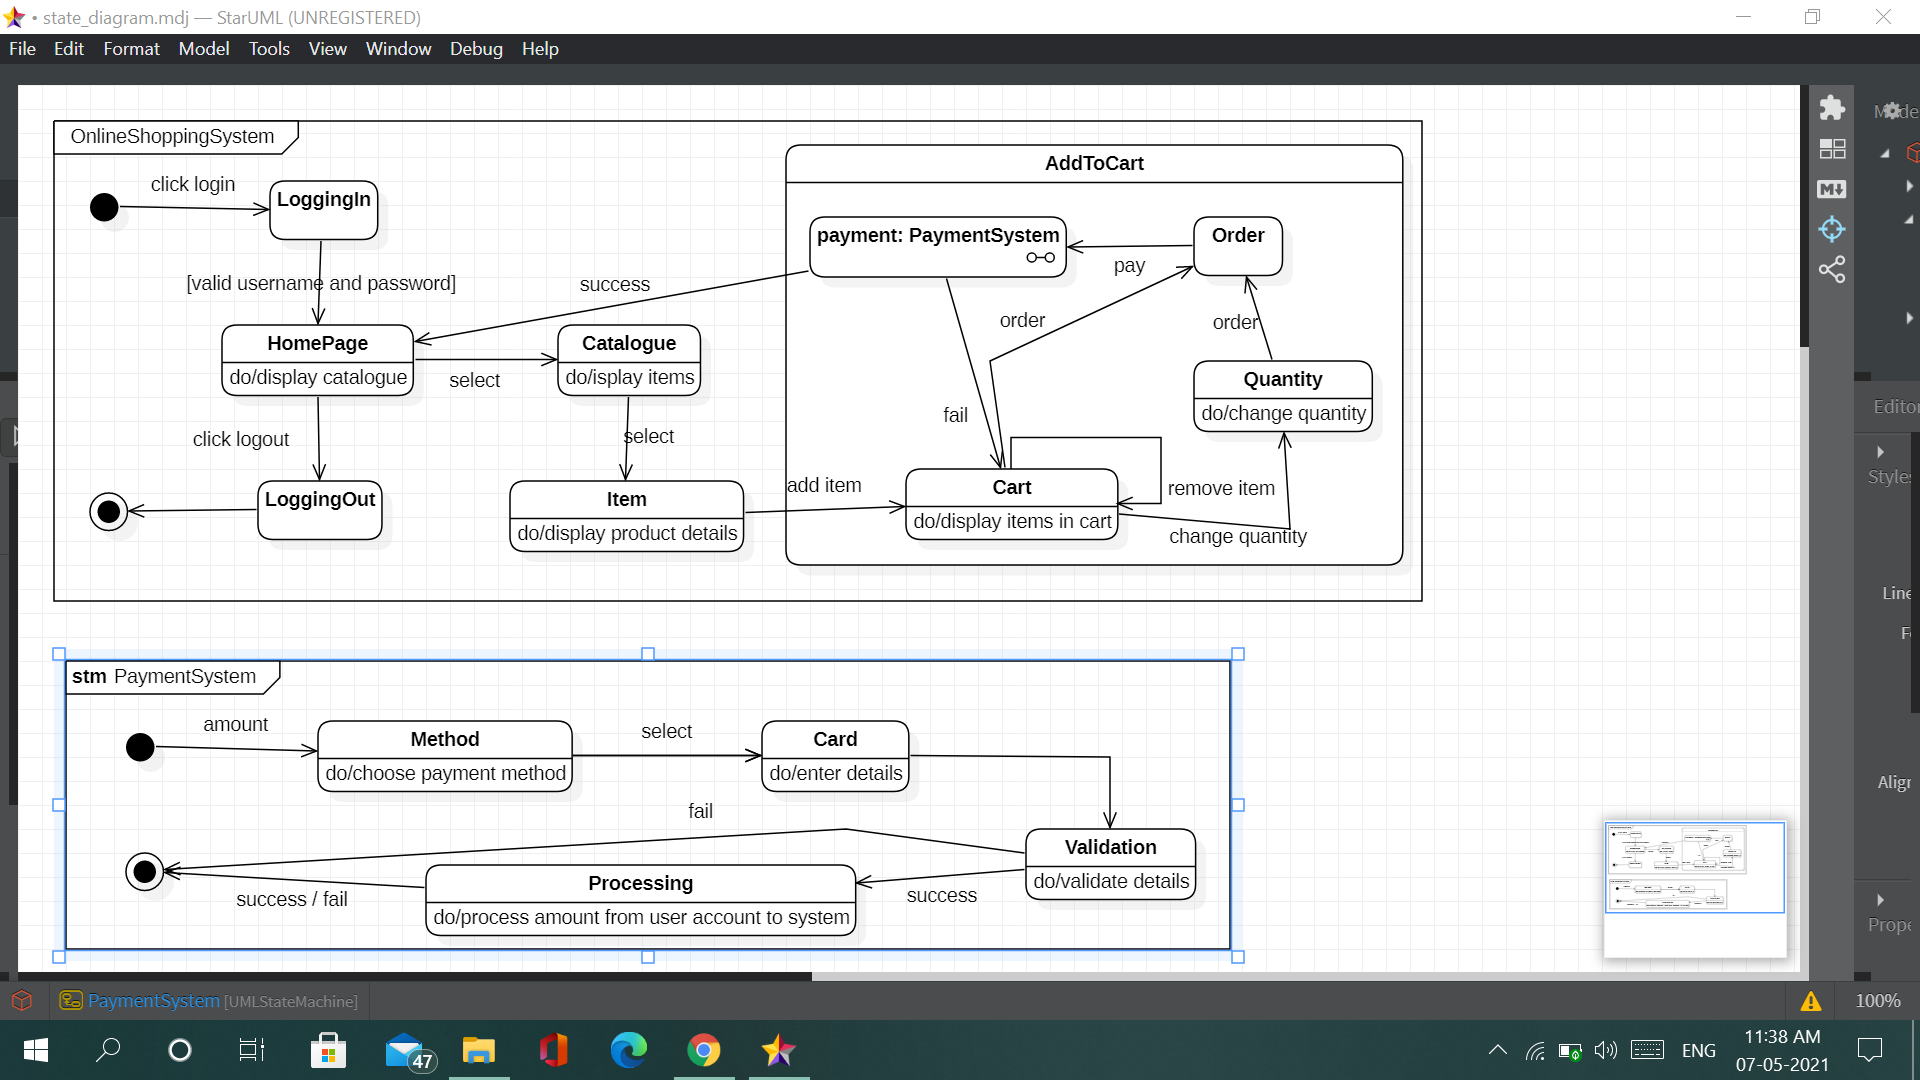 • state_diagram.mdj — StarUML (UNREGISTERED)
File Edit Format Model Tools View Window Debug Help
OnlineShoppingSystem
click login
LoggingIn
[valid username and password]
HomePage
do/display catalogue
select
Catalogue
do/isplay items
success
click logout
LoggingOut
select
Item
do/display product details
add item
AddToCart
payment: PaymentSystem
pay
Order
order
order
fail
Quantity
do/change quantity
Cart
do/display items in cart
remove item
change quantity
stm PaymentSystem
amount
Method
do/choose payment method
select
Card
do/enter details
fail
Validation
do/validate details
success
Processing
do/process amount from user account to system
success / fail
M↓
Mode
Editor
Style
Line
F
Align
Prope
PaymentSystem [UMLStateMachine]
100%
47
ENG
11:38 AM
07-05-2021